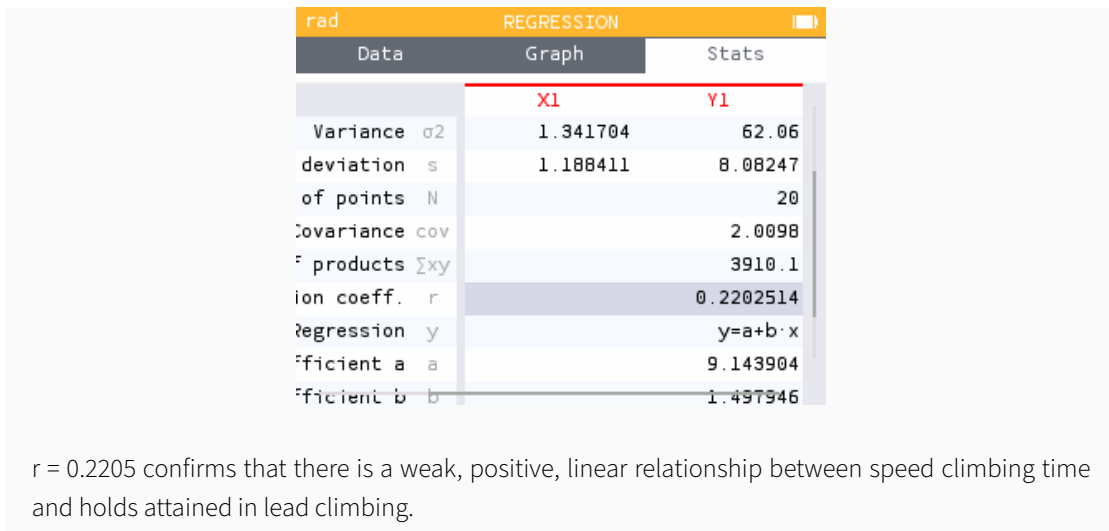 rad REGRESSION
Data Graph Stats
X1 Y1
Variance σ2 1.341704 62.06
deviation s 1.188411 8.08247
of points N 20
Covariance cov 2.0098
f products ∑xy 3910.1
ion coeff. r 0.2202514
Regression y y=a+b·x
fficient a a 9.143904
fficient b b 1.497946
r = 0.2205 confirms that there is a weak, positive, linear relationship between speed climbing time
and holds attained in lead climbing.